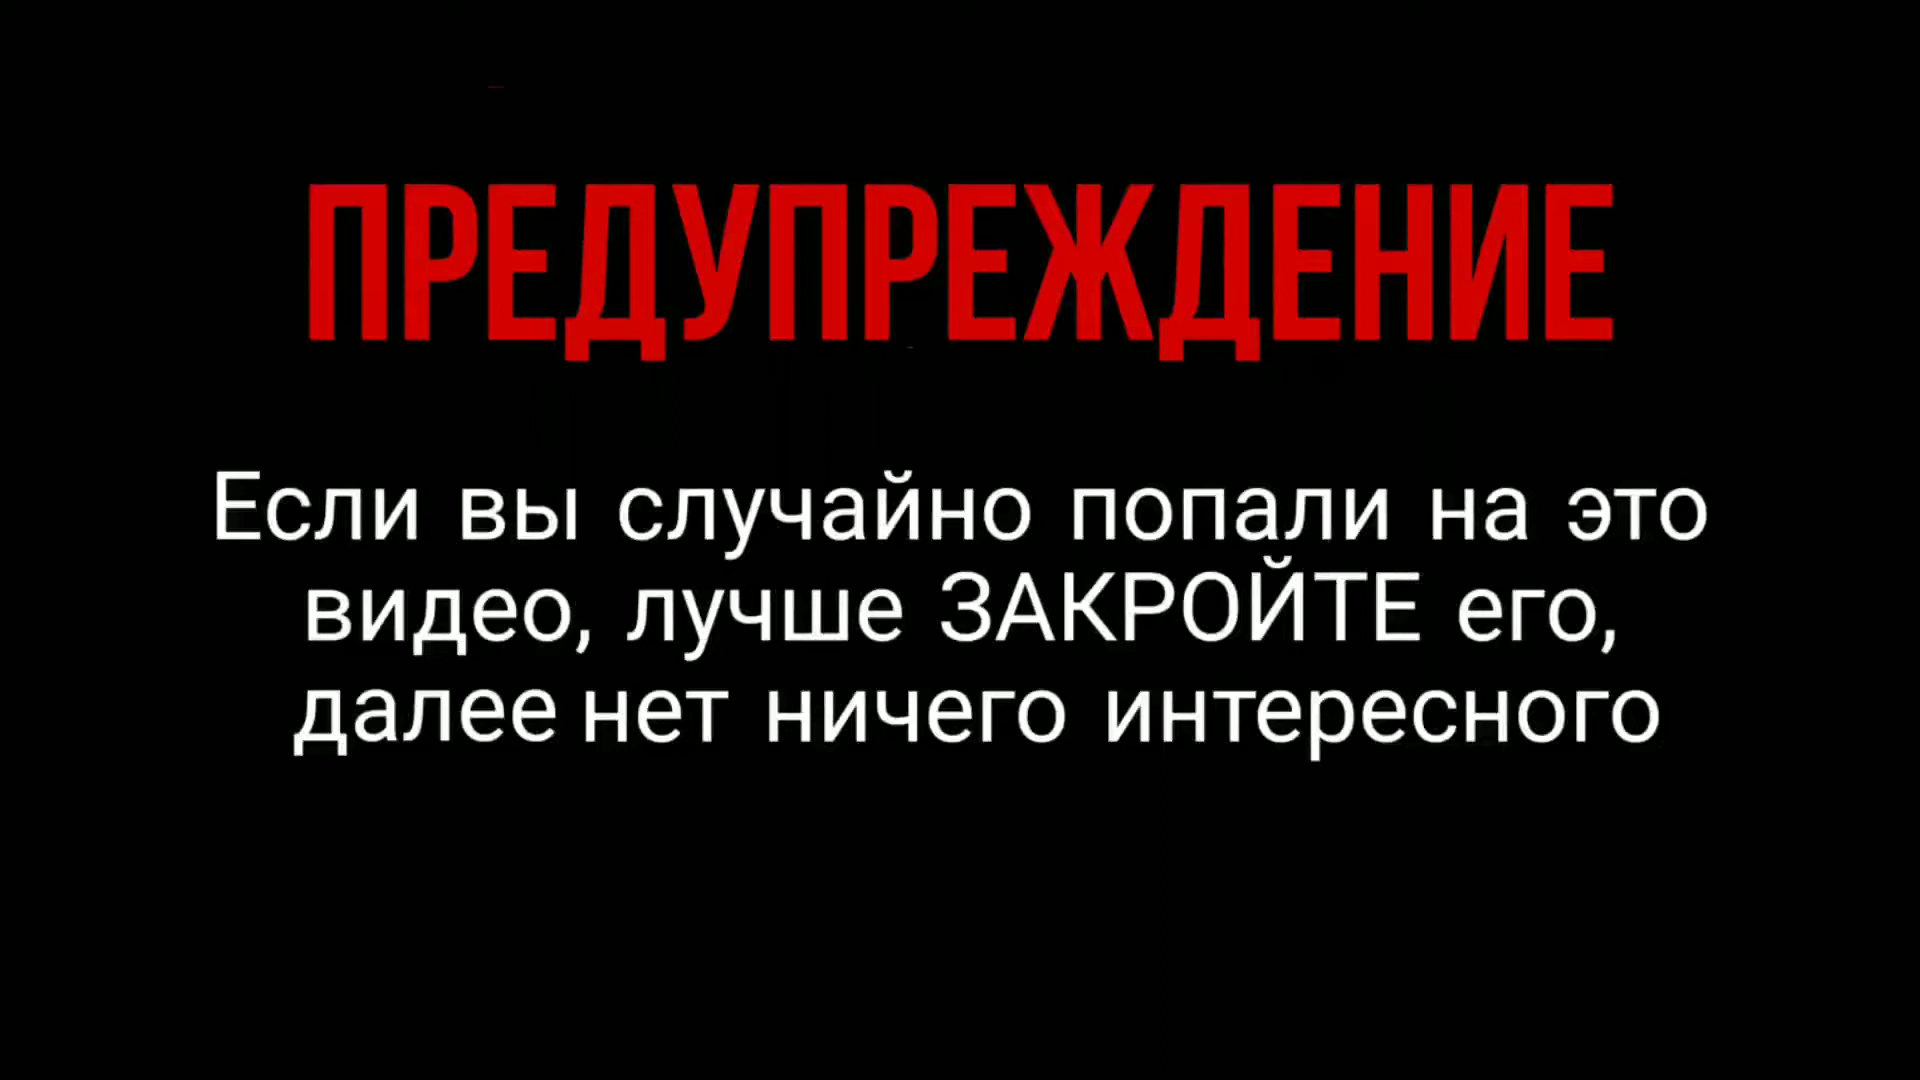 ПРЕДУПРЕЖДЕНИЕ
Если вы случайно попали на это
видео, лучше ЗАКРОЙТЕ его,
далее нет ничего интересного